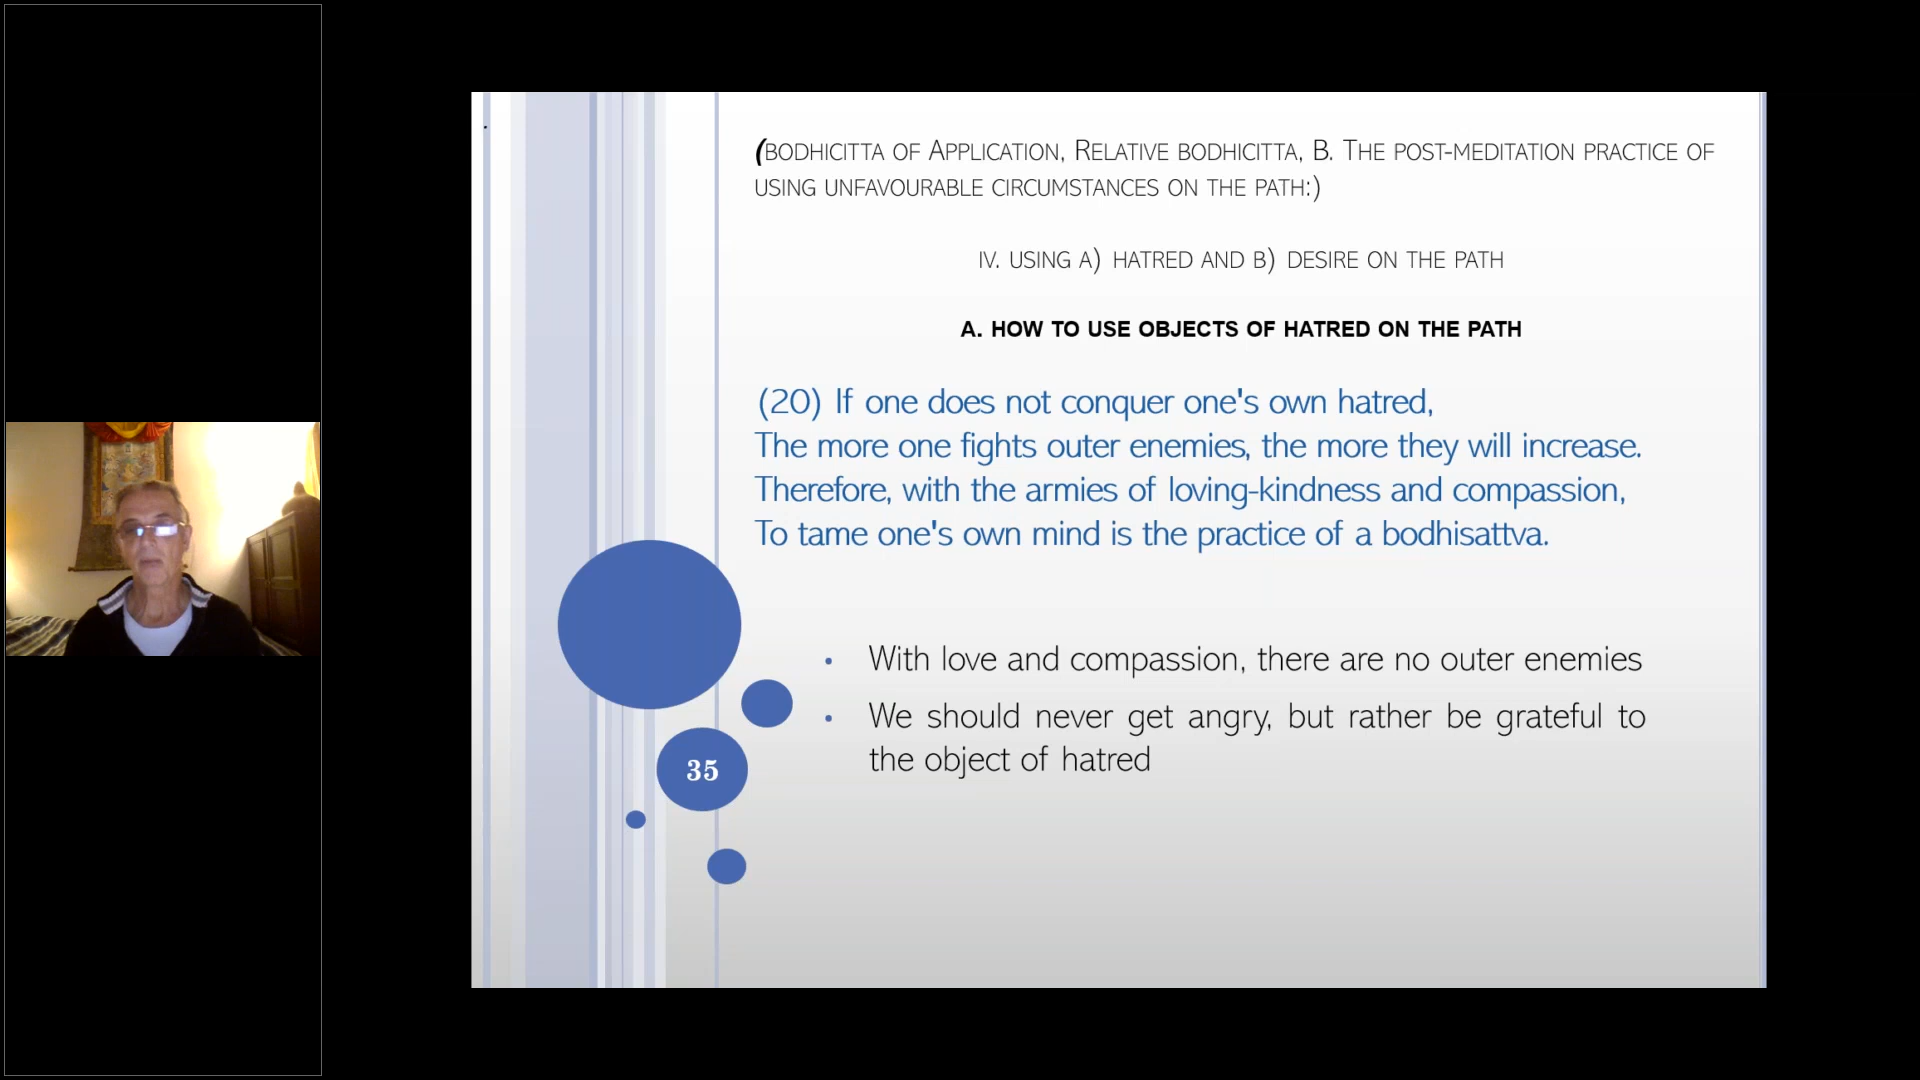 (BODHICITTA OF APPLICATION, RELATIVE BODHICITTA, B. THE POST-MEDITATION PRACTICE OF
USING UNFAVOURABLE CIRCUMSTANCES ON THE PATH:)
IV. USING A) HATRED AND B) DESIRE ON THE PATH
A. HOW TO USE OBJECTS OF HATRED ON THE PATH
(20) If one does not conquer one's own hatred,
The more one fights outer enemies, the more they will increase.
Therefore, with the armies of loving-kindness and compassion,
To tame one's own mind is the practice of a bodhisattva.
• With love and compassion, there are no outer enemies
• We should never get angry, but rather be grateful to
the object of hatred
35